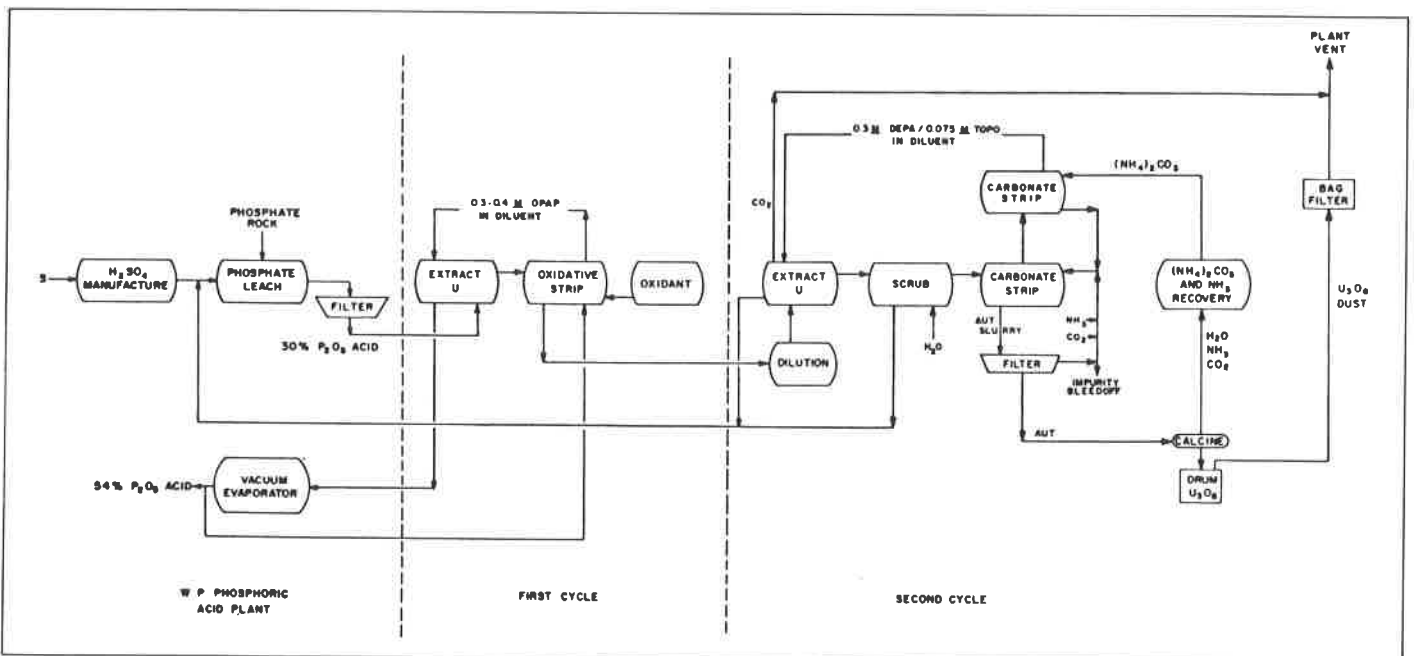 PLANT
VENT
0.3 M DEPA / 0.075 M TOPO
IN DILUENT
(NH4)2CO3
CARBONATE
STRIP
BAG
FILTER
CO2
PHOSPHATE
ROCK
0.3-0.4 M OPAP
IN DILUENT
S
H2SO4
MANUFACTURE
PHOSPHATE
LEACH
FILTER
30% P2O5 ACID
EXTRACT
U
OXIDATIVE
STRIP
OXIDANT
EXTRACT
U
SCRUB
CARBONATE
STRIP
(NH4)2CO3
AND NH3
RECOVERY
U3O8
DUST
DILUTION
H2O
AUT
SLURRY
NH3
CO2
FILTER
IMPURITY
BLEEDOFF
H2O
NH3
CO2
AUT
CALCINE
DRUM
U3O8
54% P2O5 ACID
VACUUM
EVAPORATOR
W P PHOSPHORIC
ACID PLANT
FIRST CYCLE
SECOND CYCLE